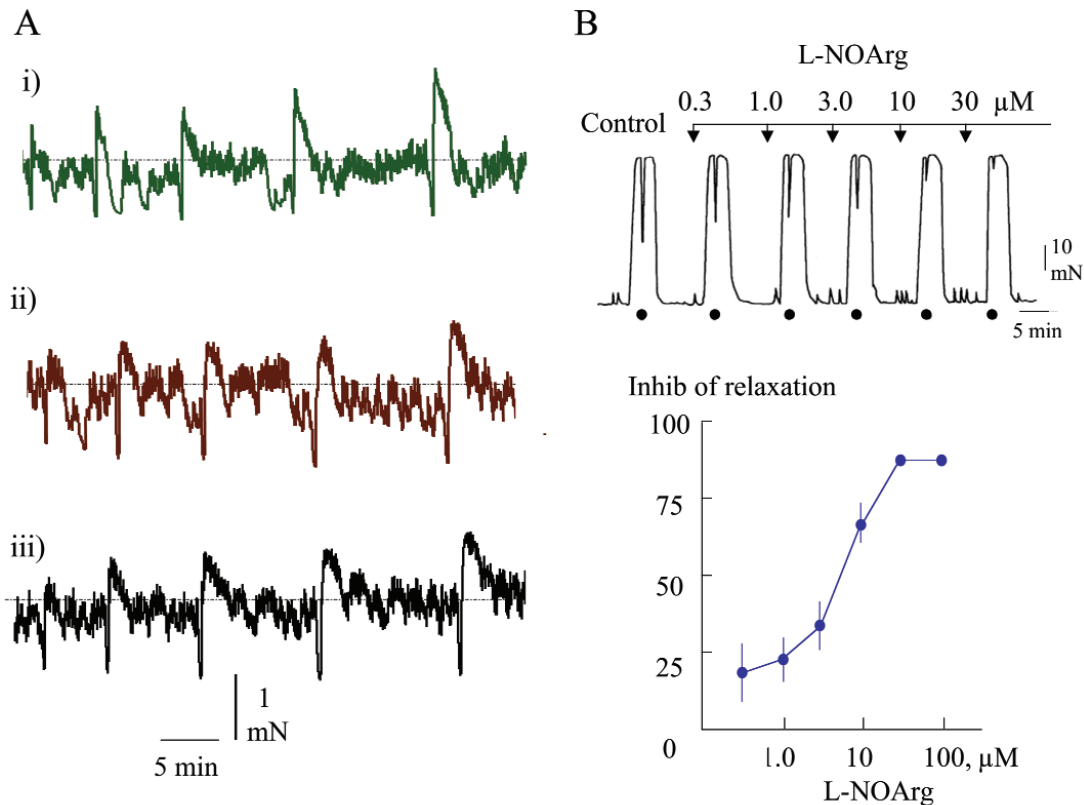 A
i)
ii)
iii)
1
mN
5 min
B
L-NOArg
0.3 1.0 3.0 10 30 µM
Control
10
mN
5 min
Inhib of relaxation
100
75
50
25
0
1.0 10 100, µM
L-NOArg